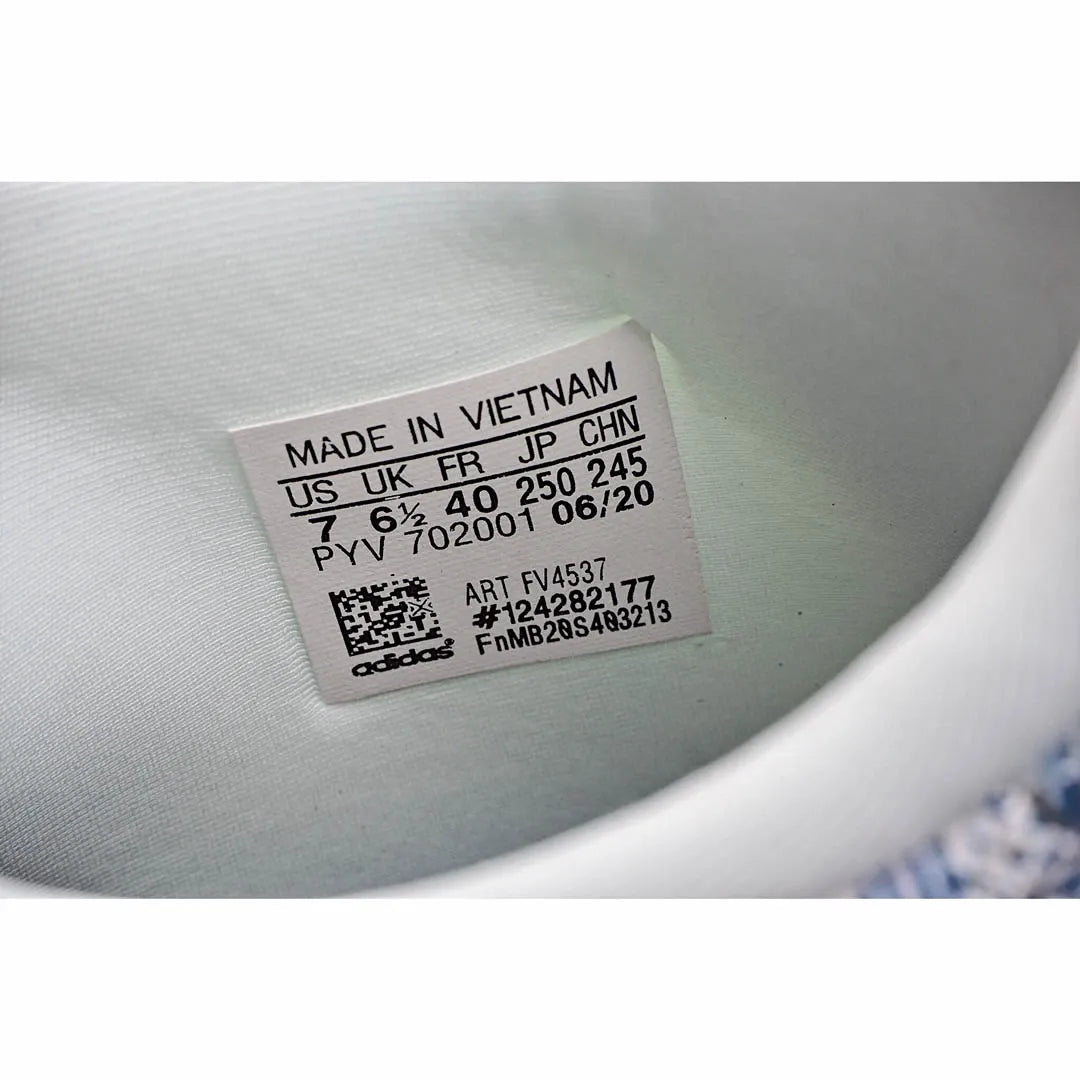 MADE IN VIETNAM
US UK FR JP CHN
7 6½ 40 250 245
PYV 702001 06/20
ART FV4537
#124282177
FnMB20S403213
adidas